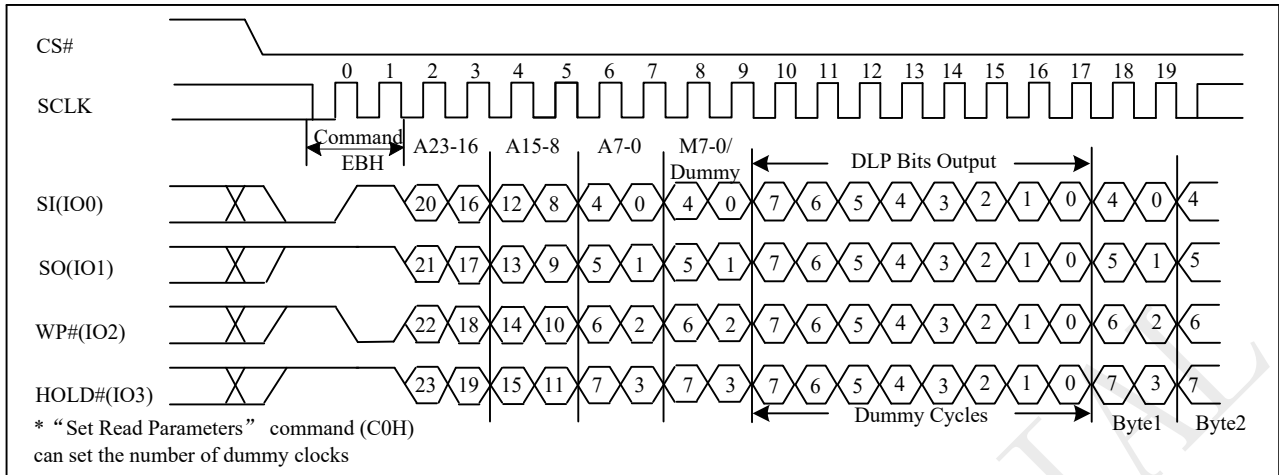 CS#
0 1 2 3 4 5 6 7 8 9 10 11 12 13 14 15 16 17 18 19
SCLK
Command
EBH
A23-16 A15-8 A7-0 M7-0/
Dummy
DLP Bits Output
SI(IO0) 20 16 12 8 4 0 4 0 7 6 5 4 3 2 1 0 4 0 4
SO(IO1) 21 17 13 9 5 1 5 1 7 6 5 4 3 2 1 0 5 1 5
WP#(IO2) 22 18 14 10 6 2 6 2 7 6 5 4 3 2 1 0 6 2 6
HOLD#(IO3) 23 19 15 11 7 3 7 3 7 6 5 4 3 2 1 0 7 3 7
Dummy Cycles Byte1 Byte2
* “Set Read Parameters” command (C0H)
can set the number of dummy clocks